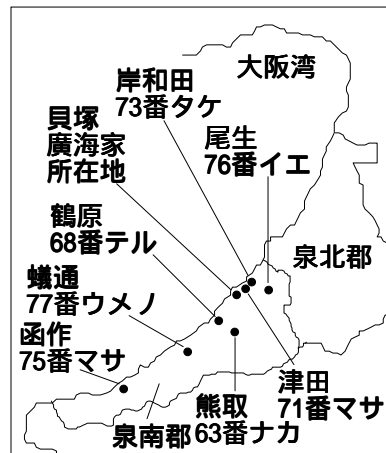 大阪湾
岸和田
73番タケ
貝塚
廣海家
所在地
尾生
76番イエ
鶴原
68番テル
泉北郡
蟻通
77番ウメノ
函作
75番マサ
津田
71番マサ
熊取
63番ナカ
泉南郡